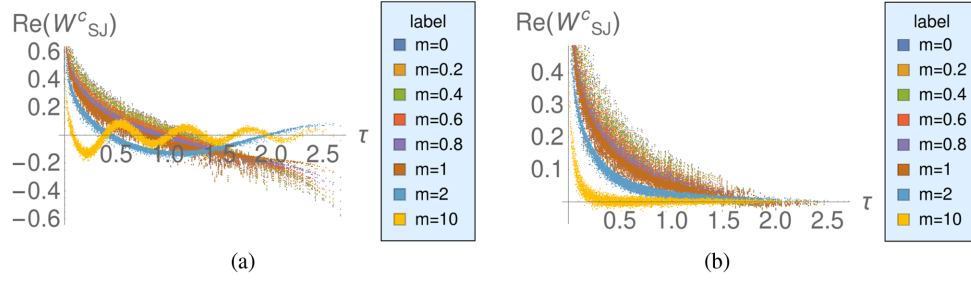 Re(W^c_SJ)
0.6
0.4
0.2
-0.2
-0.4
-0.6
0.5 1.0 1.5 2.0 2.5
τ
label
m=0
m=0.2
m=0.4
m=0.6
m=0.8
m=1
m=2
m=10
(a)
Re(W^c_SJ)
0.4
0.3
0.2
0.1
0.5 1.0 1.5 2.0 2.5
τ
label
m=0
m=0.2
m=0.4
m=0.6
m=0.8
m=1
m=2
m=10
(b)